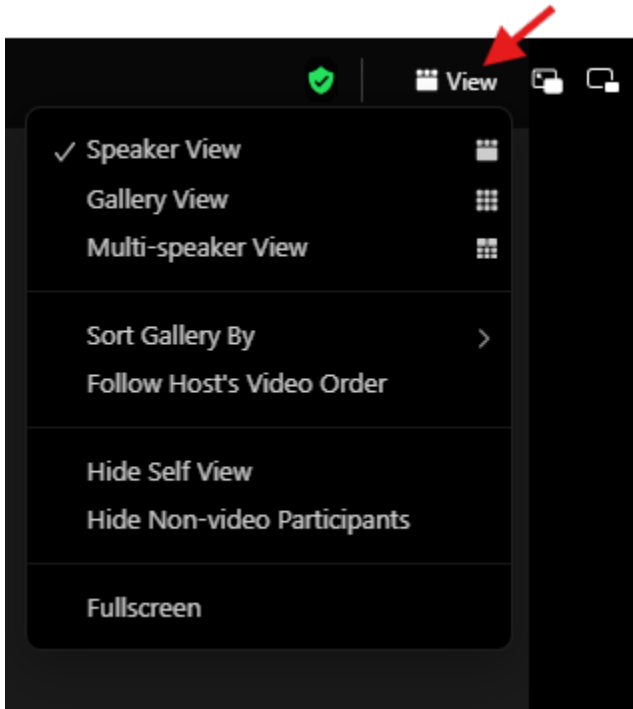 View
Speaker View
Gallery View
Multi-speaker View
Sort Gallery By
Follow Host's Video Order
Hide Self View
Hide Non-video Participants
Fullscreen